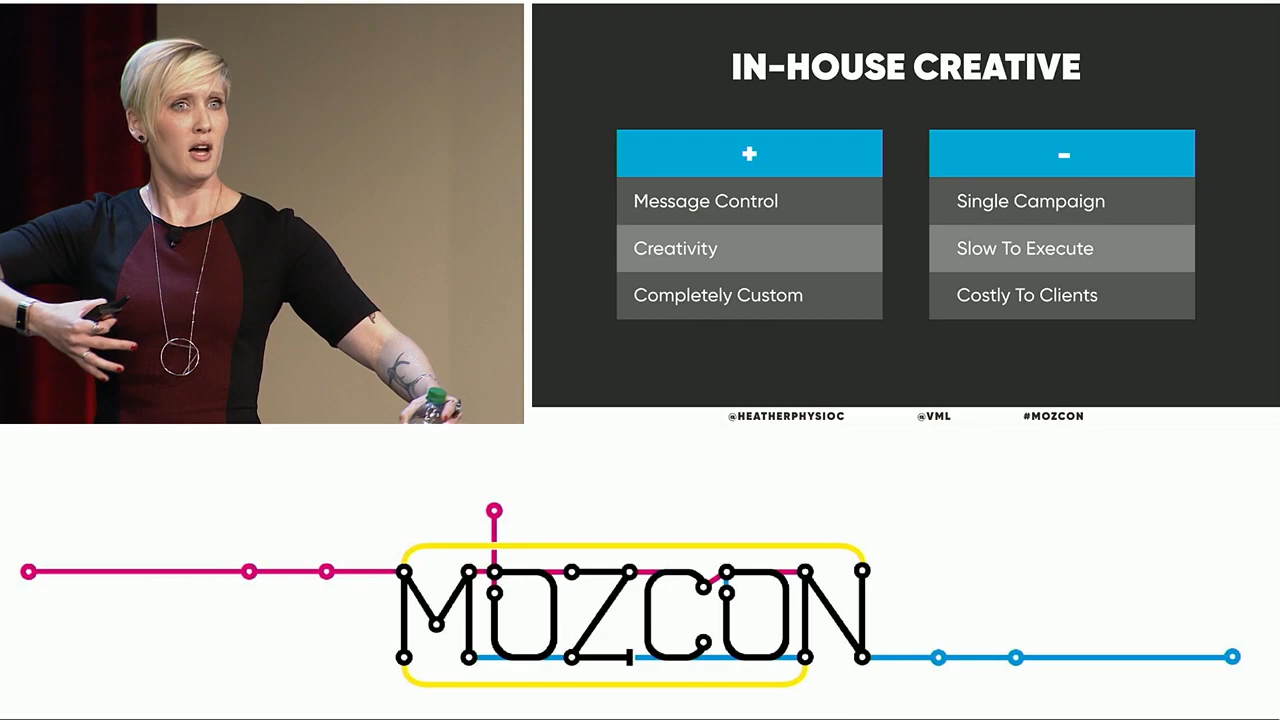 IN-HOUSE CREATIVE
+
Message Control
Creativity
Completely Custom
-
Single Campaign
Slow To Execute
Costly To Clients
@HEATHERPHYSIOC @VML #MOZCON
MOZCON